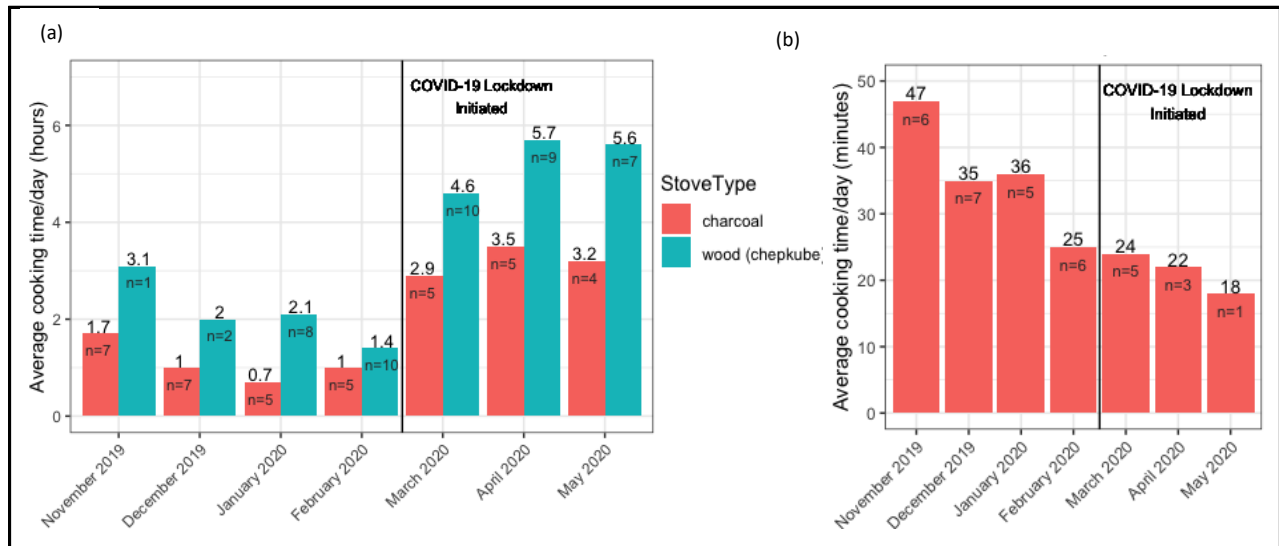 (a)
Average cooking time/day (hours)
6
4
2
0
COVID-19 Lockdown
Initiated
1.7
n=7
3.1
n=1
1
n=7
2
n=2
0.7
n=5
2.1
n=8
1
n=5
1.4
n=10
2.9
n=5
4.6
n=10
3.5
n=5
5.7
n=9
3.2
n=4
5.6
n=7
November 2019
December 2019
January 2020
February 2020
March 2020
April 2020
May 2020
StoveType
charcoal
wood (chepkube)
(b)
Average cooking time/day (minutes)
50
40
30
20
10
0
COVID-19 Lockdown
Initiated
47
n=6
35
n=7
36
n=5
25
n=6
24
n=5
22
n=3
18
n=1
November 2019
December 2019
January 2020
February 2020
March 2020
April 2020
May 2020